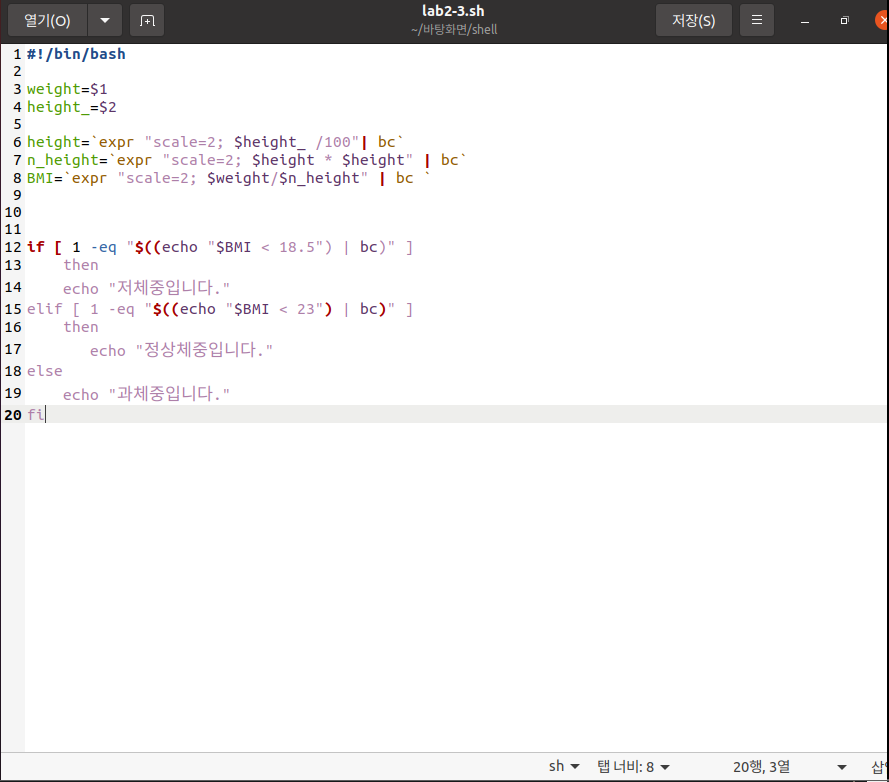 열기(O)
lab2-3.sh
~/바탕화면/shell
저장(S)
1 #!/bin/bash
2
3 weight=$1
4 height_=$2
5
6 height=`expr "scale=2; $height_ /100"| bc`
7 n_height=`expr "scale=2; $height * $height" | bc`
8 BMI=`expr "scale=2; $weight/$n_height" | bc `
9
10
11
12 if [ 1 -eq "$((echo "$BMI < 18.5") | bc)" ]
13     then
14     echo "저체중입니다."
15 elif [ 1 -eq "$((echo "$BMI < 23") | bc)" ]
16     then
17        echo "정상체중입니다."
18 else
19     echo "과체중입니다."
20 fi
sh 탭 너비: 8 20행, 3열